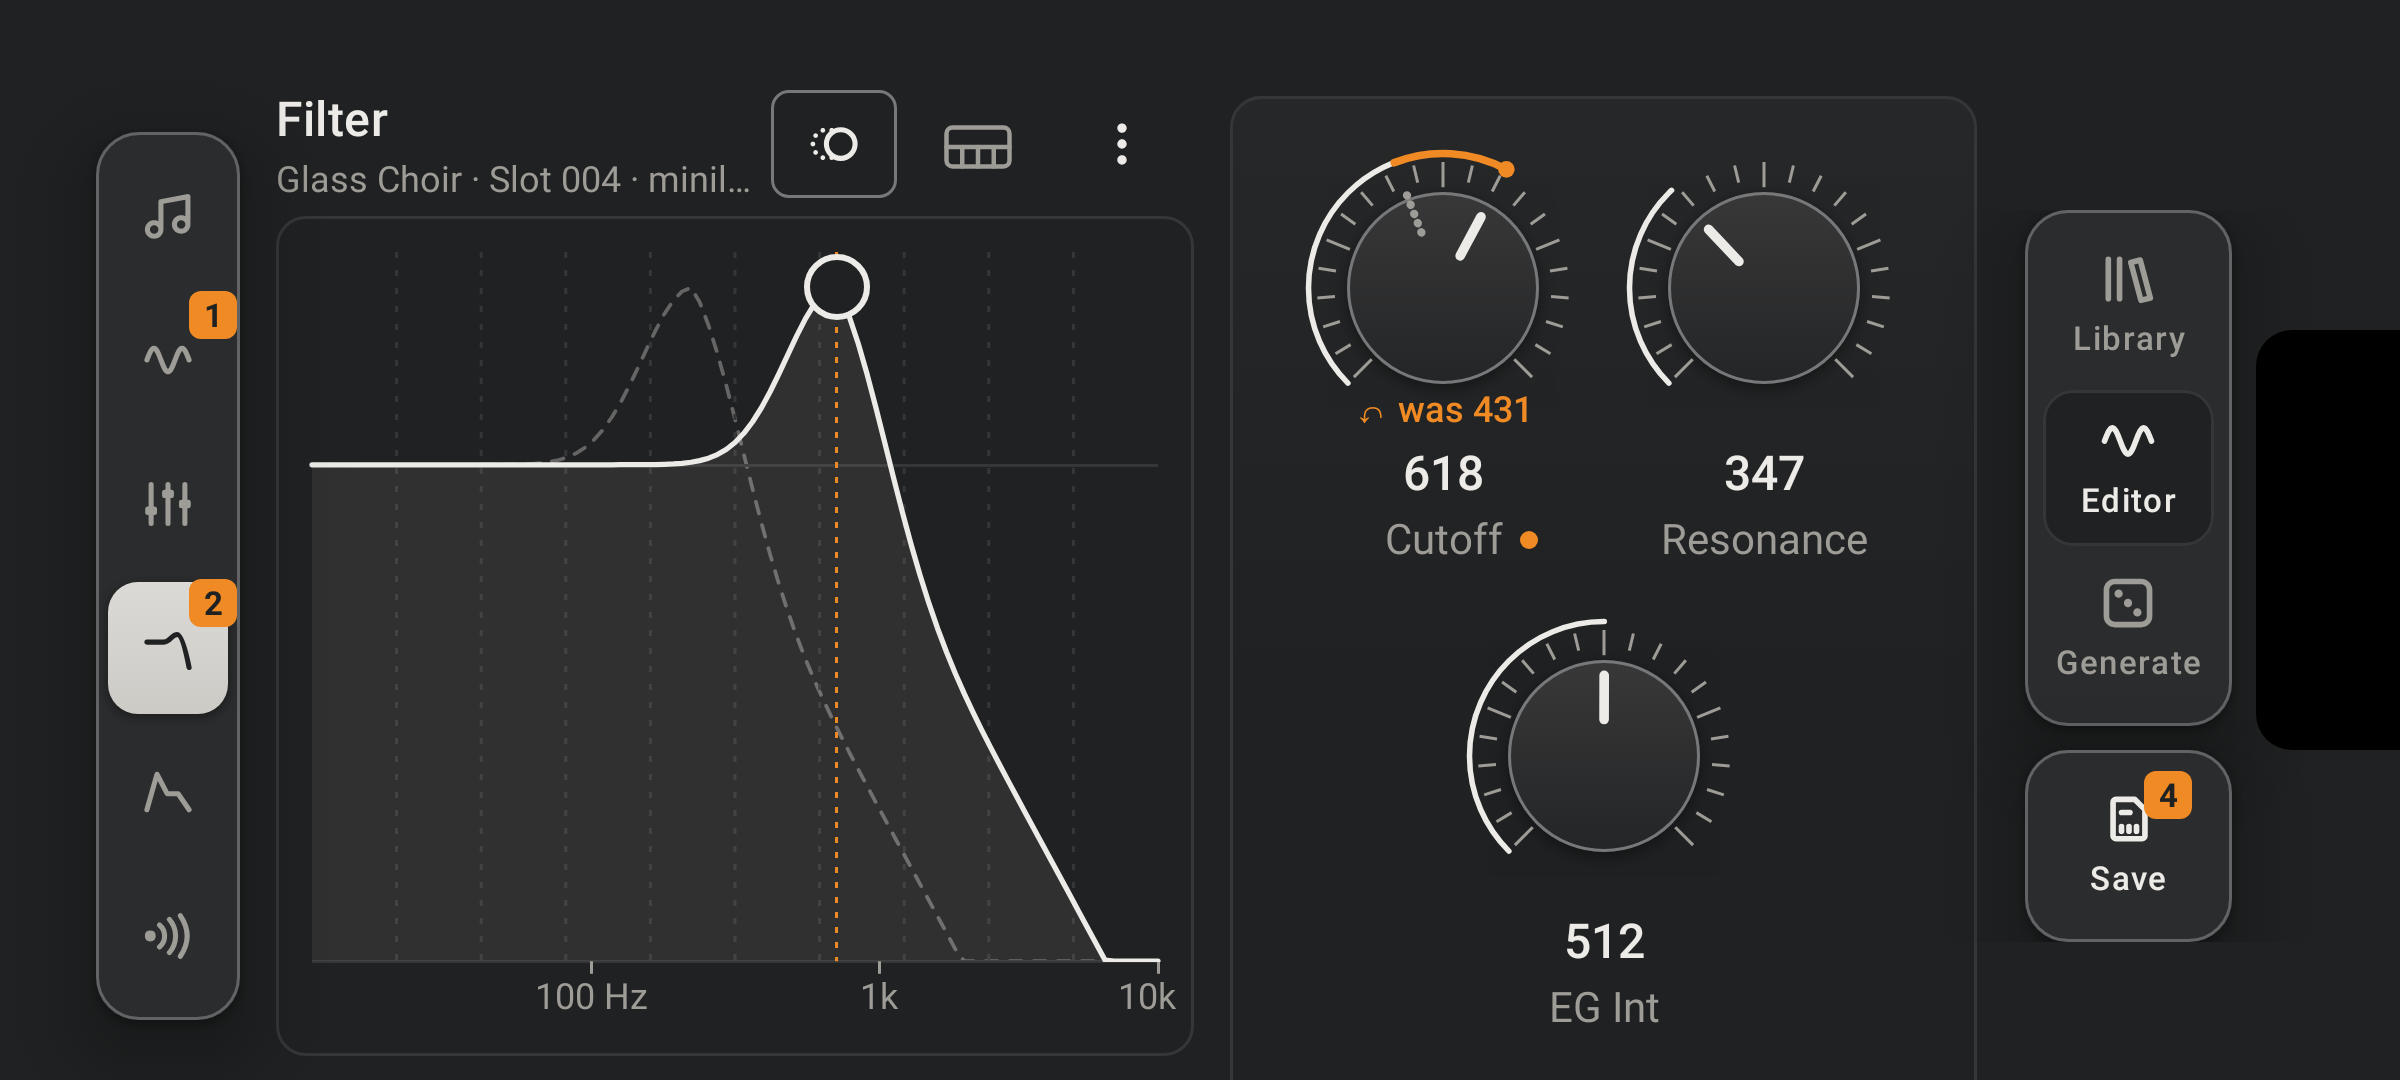 Filter
Glass Choir · Slot 004 · minil...
1
2
100 Hz
1k
10k
was 431
618
Cutoff
347
Resonance
512
EG Int
Library
Editor
Generate
4
Save